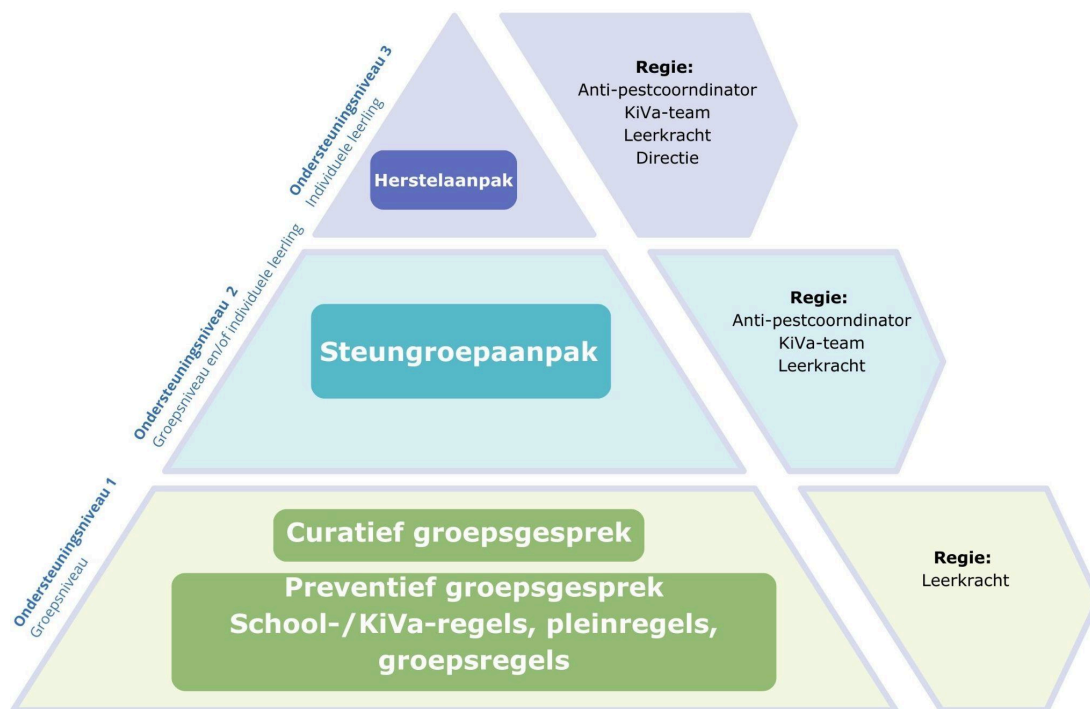 Ondersteuningsniveau 3
Individuele leerling
Herstelaanpak
Regie:
Anti-pestcoorndinator
KiVa-team
Leerkracht
Directie
Ondersteuningsniveau 2
Groepsniveau en/of individuele leerling
Steungroepaanpak
Regie:
Anti-pestcoorndinator
KiVa-team
Leerkracht
Ondersteuningsniveau 1
Groepsniveau
Curatief groepsgesprek
Preventief groepsgesprek
School-/KiVa-regels, pleinregels,
groepsregels
Regie:
Leerkracht